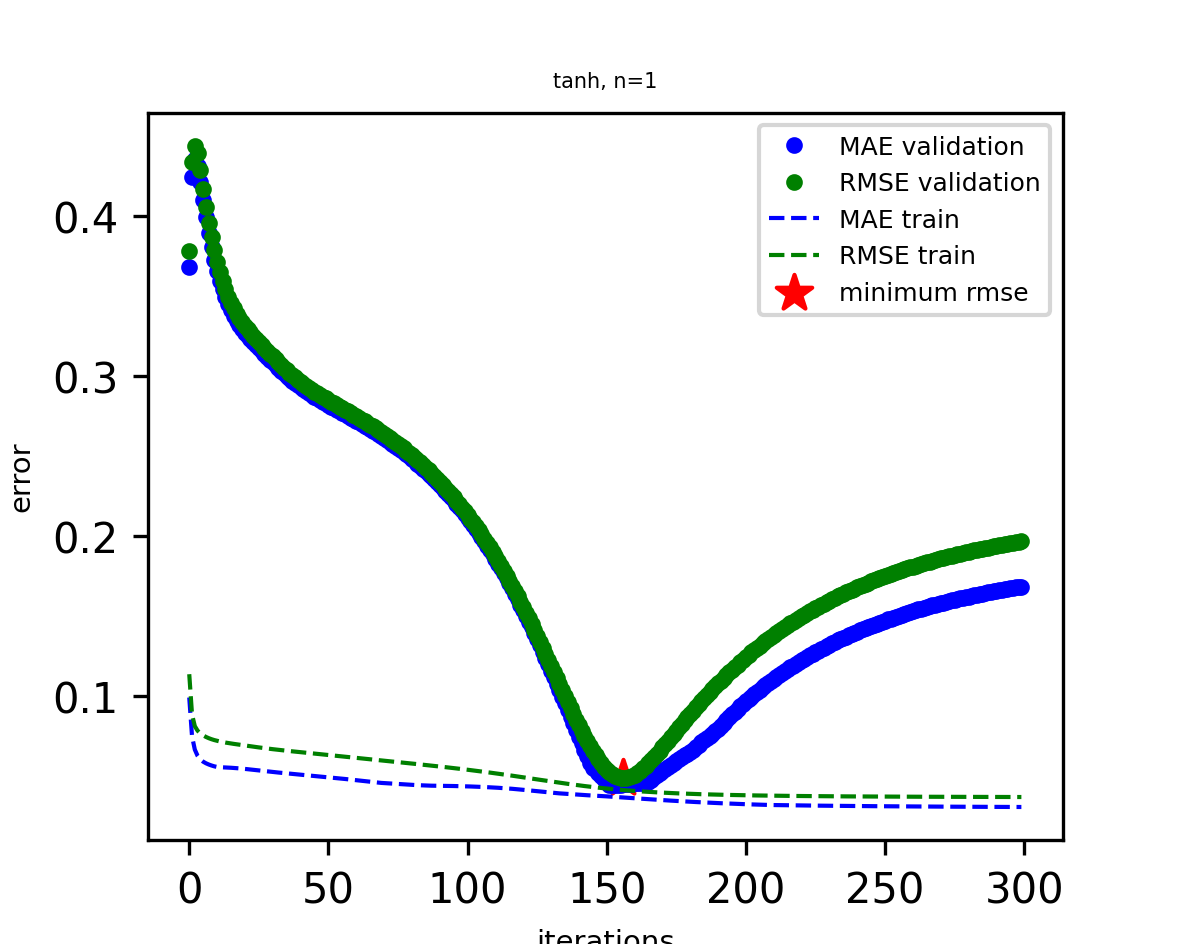 tanh, n=1
MAE validation
RMSE validation
MAE train
RMSE train
minimum rmse
error
0.4
0.3
0.2
0.1
0 50 100 150 200 250 300
iterations